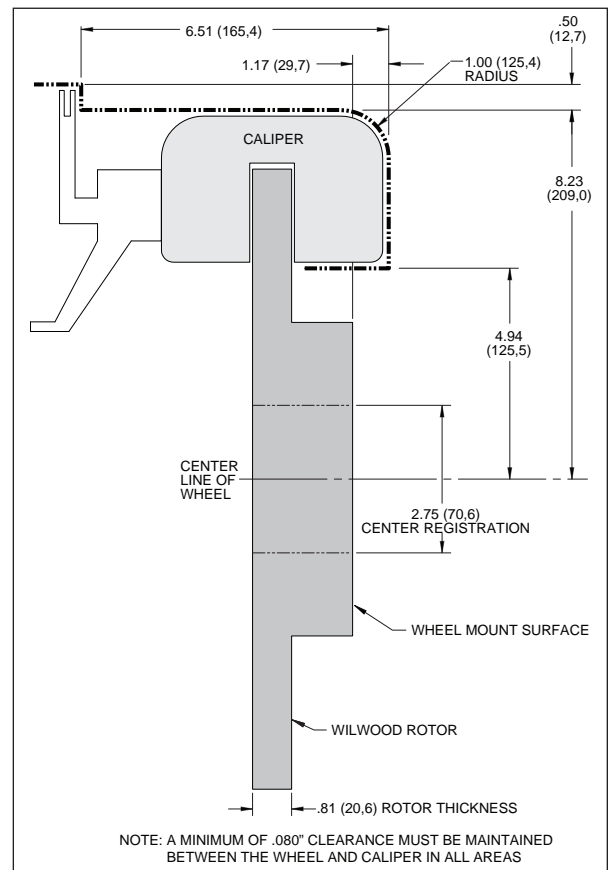 6.51 (165,4)
.50
(12,7)
1.17 (29,7)
1.00 (125,4)
RADIUS
CALIPER
8.23
(209,0)
4.94
(125,5)
CENTER
LINE OF
WHEEL
2.75 (70,6)
CENTER REGISTRATION
WHEEL MOUNT SURFACE
WILWOOD ROTOR
.81 (20,6) ROTOR THICKNESS
NOTE: A MINIMUM OF .080" CLEARANCE MUST BE MAINTAINED
BETWEEN THE WHEEL AND CALIPER IN ALL AREAS